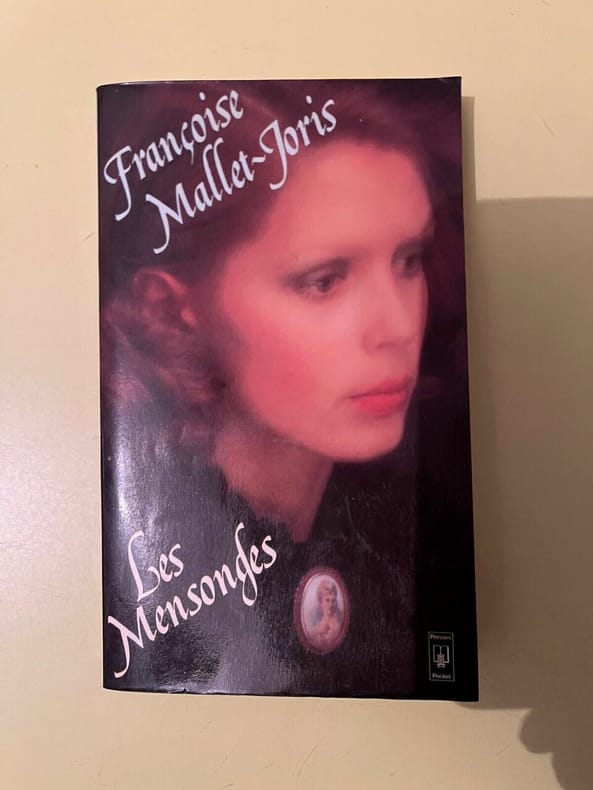 Françoise
Mallet~Joris
Les
Mensonges
Presses
Pocket